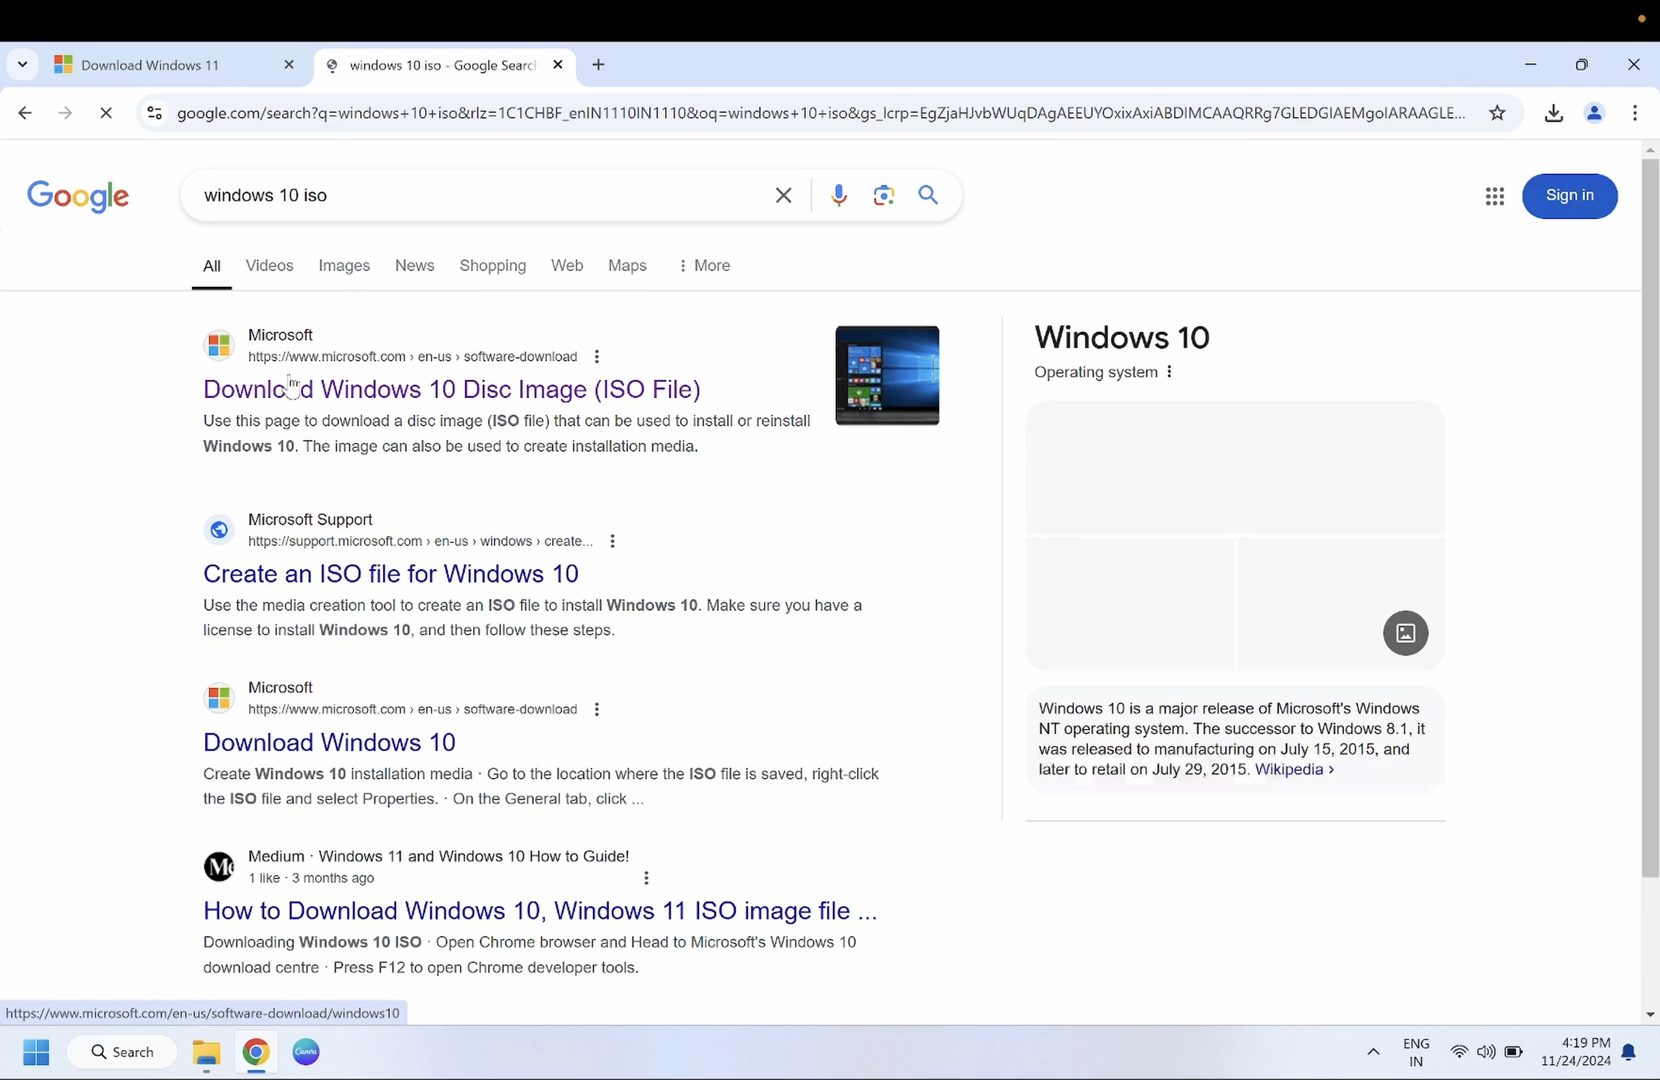 Download Windows 11
windows 10 iso - Google Search
google.com/search?q=windows+10+iso&rlz=1C1CHBF_enIN1110IN1110&oq=windows+10+iso&gs_lcrp=EgZjaHJvbWUqDAgAEEUYOxixAxiABDIMCAAQRRg7GLEDGIAEMgoIARAAGLE...
Google
windows 10 iso
Sign in
All
Videos
Images
News
Shopping
Web
Maps
More
Microsoft
https://www.microsoft.com › en-us › software-download
Download Windows 10 Disc Image (ISO File)
Use this page to download a disc image (ISO file) that can be used to install or reinstall
Windows 10. The image can also be used to create installation media.
Microsoft Support
https://support.microsoft.com › en-us › windows › create...
Create an ISO file for Windows 10
Use the media creation tool to create an ISO file to install Windows 10. Make sure you have a
license to install Windows 10, and then follow these steps.
Microsoft
https://www.microsoft.com › en-us › software-download
Download Windows 10
Create Windows 10 installation media · Go to the location where the ISO file is saved, right-click
the ISO file and select Properties. · On the General tab, click ...
Medium · Windows 11 and Windows 10 How to Guide!
1 like · 3 months ago
How to Download Windows 10, Windows 11 ISO image file ...
Downloading Windows 10 ISO · Open Chrome browser and Head to Microsoft's Windows 10
download centre · Press F12 to open Chrome developer tools.
Windows 10
Operating system
Windows 10 is a major release of Microsoft's Windows
NT operating system. The successor to Windows 8.1, it
was released to manufacturing on July 15, 2015, and
later to retail on July 29, 2015. Wikipedia ›
https://www.microsoft.com/en-us/software-download/windows10
Search
Canva
ENG
IN
4:19 PM
11/24/2024